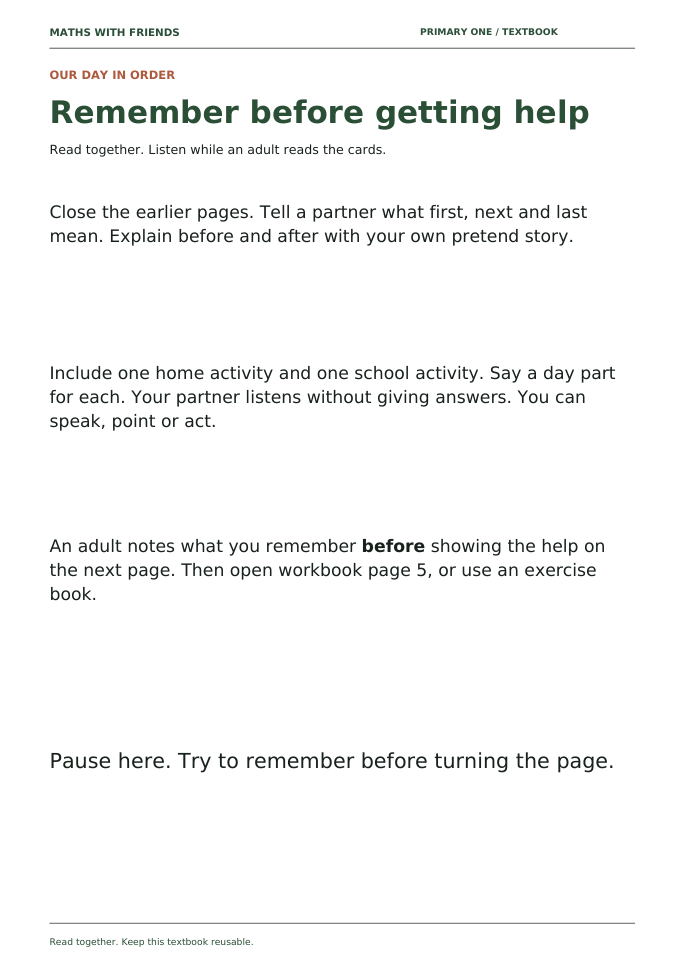 MATHS WITH FRIENDS
PRIMARY ONE / TEXTBOOK
OUR DAY IN ORDER
Remember before getting help
Read together. Listen while an adult reads the cards.
Close the earlier pages. Tell a partner what first, next and last
mean. Explain before and after with your own pretend story.
Include one home activity and one school activity. Say a day part
for each. Your partner listens without giving answers. You can
speak, point or act.
An adult notes what you remember before showing the help on
the next page. Then open workbook page 5, or use an exercise
book.
Pause here. Try to remember before turning the page.
Read together. Keep this textbook reusable.